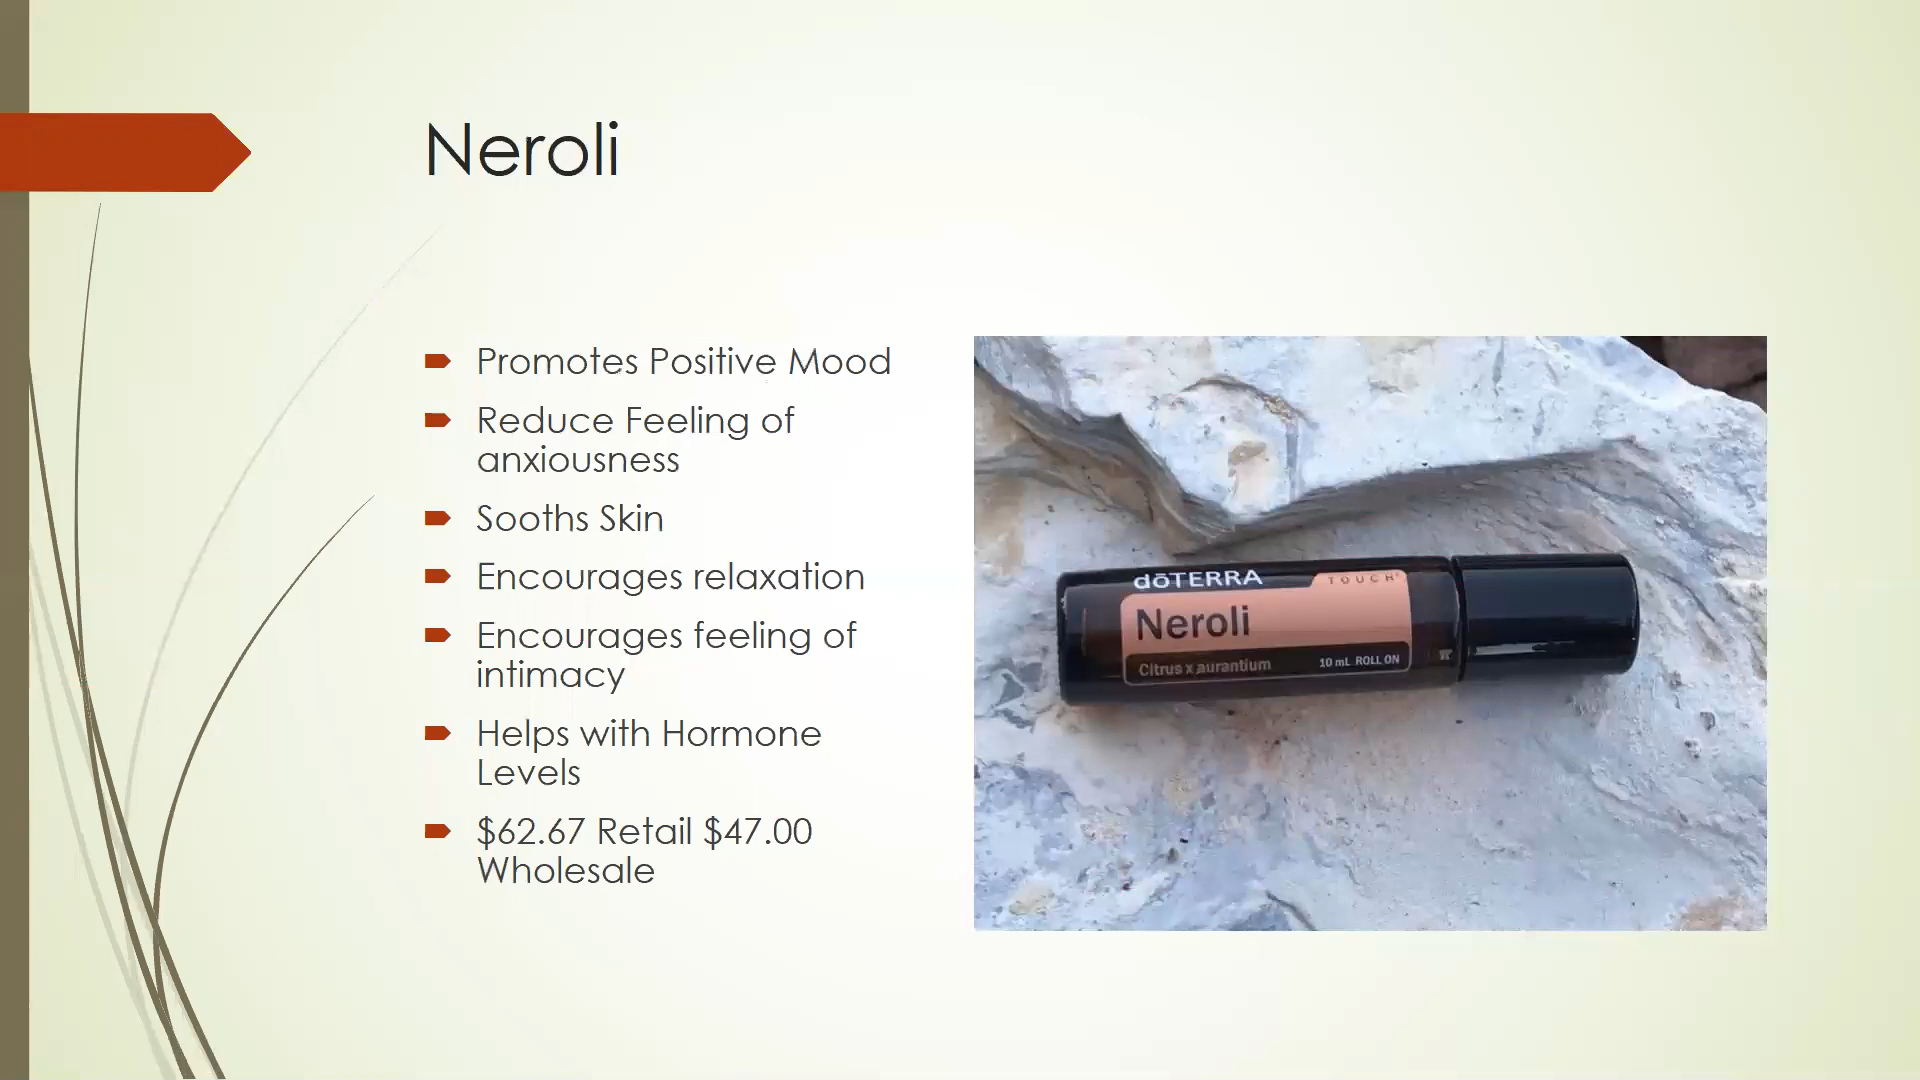 Neroli
Promotes Positive Mood
Reduce Feeling of
anxiousness
Sooths Skin
Encourages relaxation
Encourages feeling of
intimacy
Helps with Hormone
Levels
$62.67 Retail $47.00
Wholesale
dōTERRA
TOUCH
Neroli
Citrus x aurantium
10 mL ROLL ON